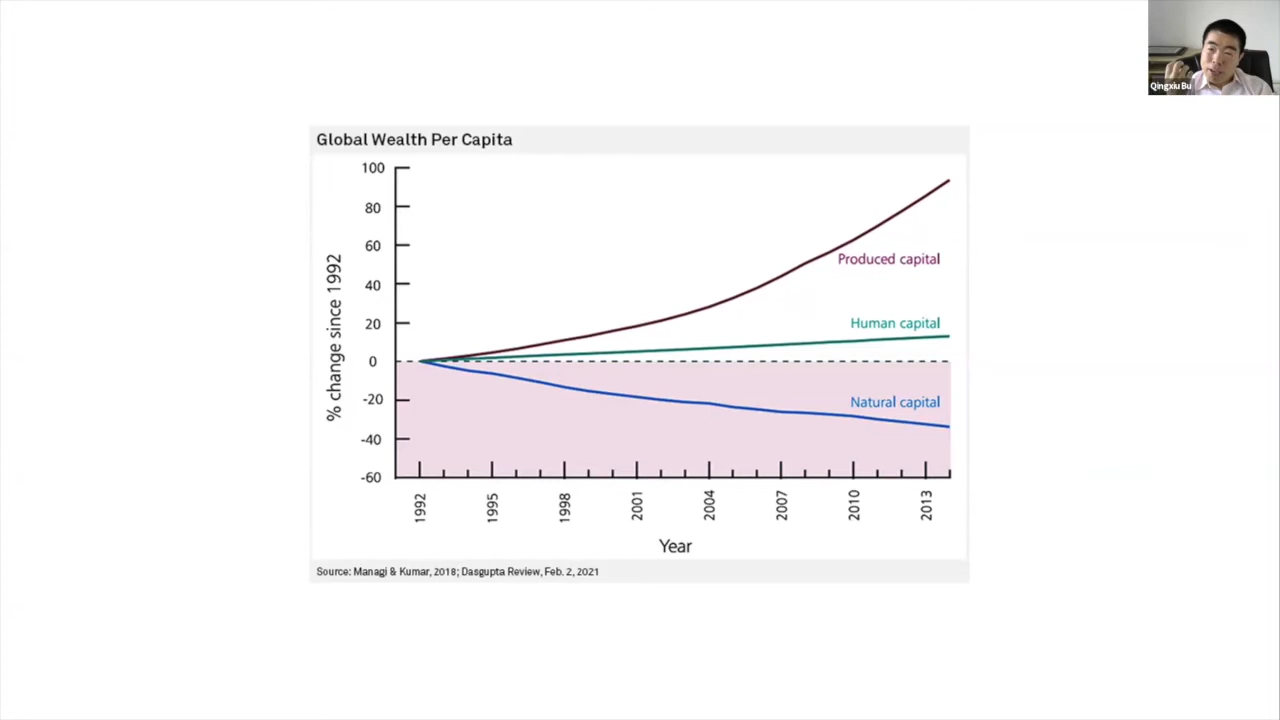 Qingxiu Bu
Global Wealth Per Capita
100
80
60
40
20
0
-20
-40
-60
% change since 1992
Produced capital
Human capital
Natural capital
1992
1995
1998
2001
2004
2007
2010
2013
Year
Source: Managi & Kumar, 2018; Dasgupta Review, Feb. 2, 2021